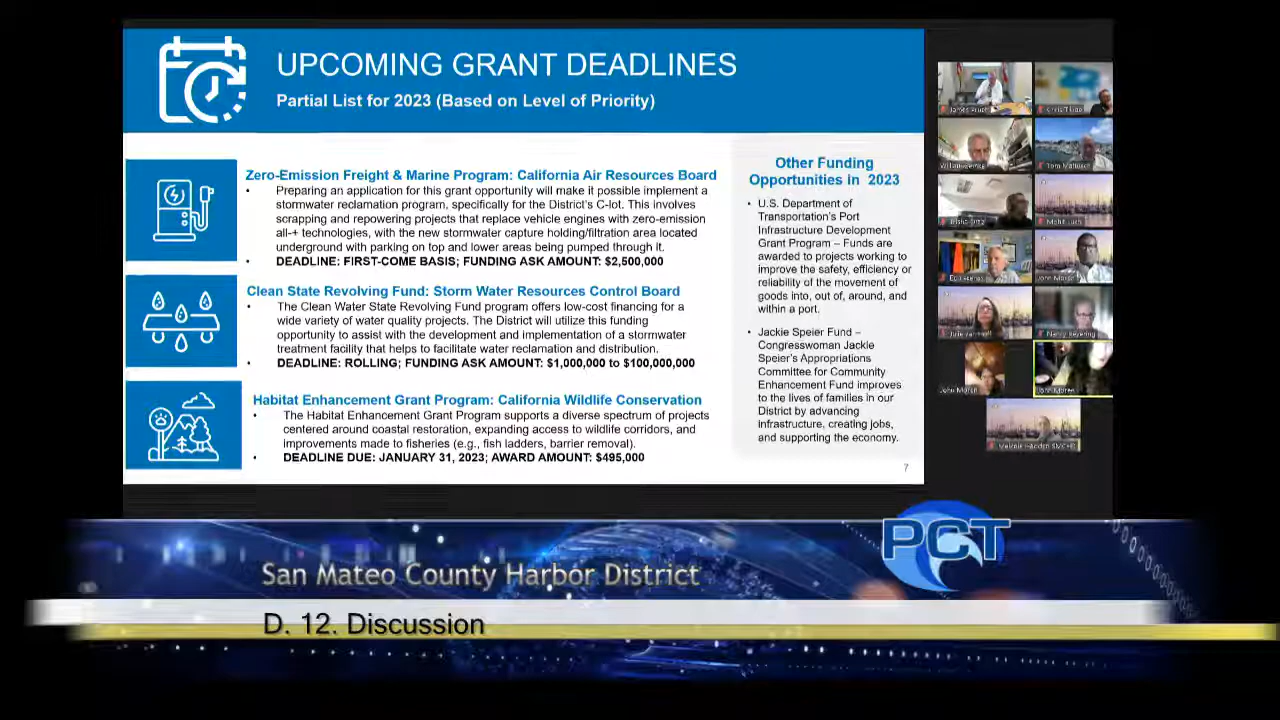 UPCOMING GRANT DEADLINES
Partial List for 2023 (Based on Level of Priority)
Zero-Emission Freight & Marine Program: California Air Resources Board
• Preparing an application for this grant opportunity will make it possible implement a
stormwater reclamation program, specifically for the District's C-lot. This involves
scrapping and repowering projects that replace vehicle engines with zero-emission
all-+ technologies, with the new stormwater capture holding/filtration area located
underground with parking on top and lower areas being pumped through it.
• DEADLINE: FIRST-COME BASIS; FUNDING ASK AMOUNT: $2,500,000
Clean State Revolving Fund: Storm Water Resources Control Board
• The Clean Water State Revolving Fund program offers low-cost financing for a
wide variety of water quality projects. The District will utilize this funding
opportunity to assist with the development and implementation of a stormwater
treatment facility that helps to facilitate water reclamation and distribution.
• DEADLINE: ROLLING; FUNDING ASK AMOUNT: $1,000,000 to $100,000,000
Habitat Enhancement Grant Program: California Wildlife Conservation
• The Habitat Enhancement Grant Program supports a diverse spectrum of projects
centered around coastal restoration, expanding access to wildlife corridors, and
improvements made to fisheries (e.g., fish ladders, barrier removal).
• DEADLINE DUE: JANUARY 31, 2023; AWARD AMOUNT: $495,000
Other Funding
Opportunities in 2023
• U.S. Department of
Transportation's Port
Infrastructure Development
Grant Program – Funds are
awarded to projects working to
improve the safety, efficiency or
reliability of the movement of
goods into, out of, around, and
within a port.
• Jackie Speier Fund –
Congresswoman Jackie
Speier's Appropriations
Committee for Community
Enhancement Fund improves
to the lives of families in our
District by advancing
infrastructure, creating jobs,
and supporting the economy.
7
James Pruett
John Moren
John Moren
PCT
San Mateo County Harbor District
D. 12. Discussion